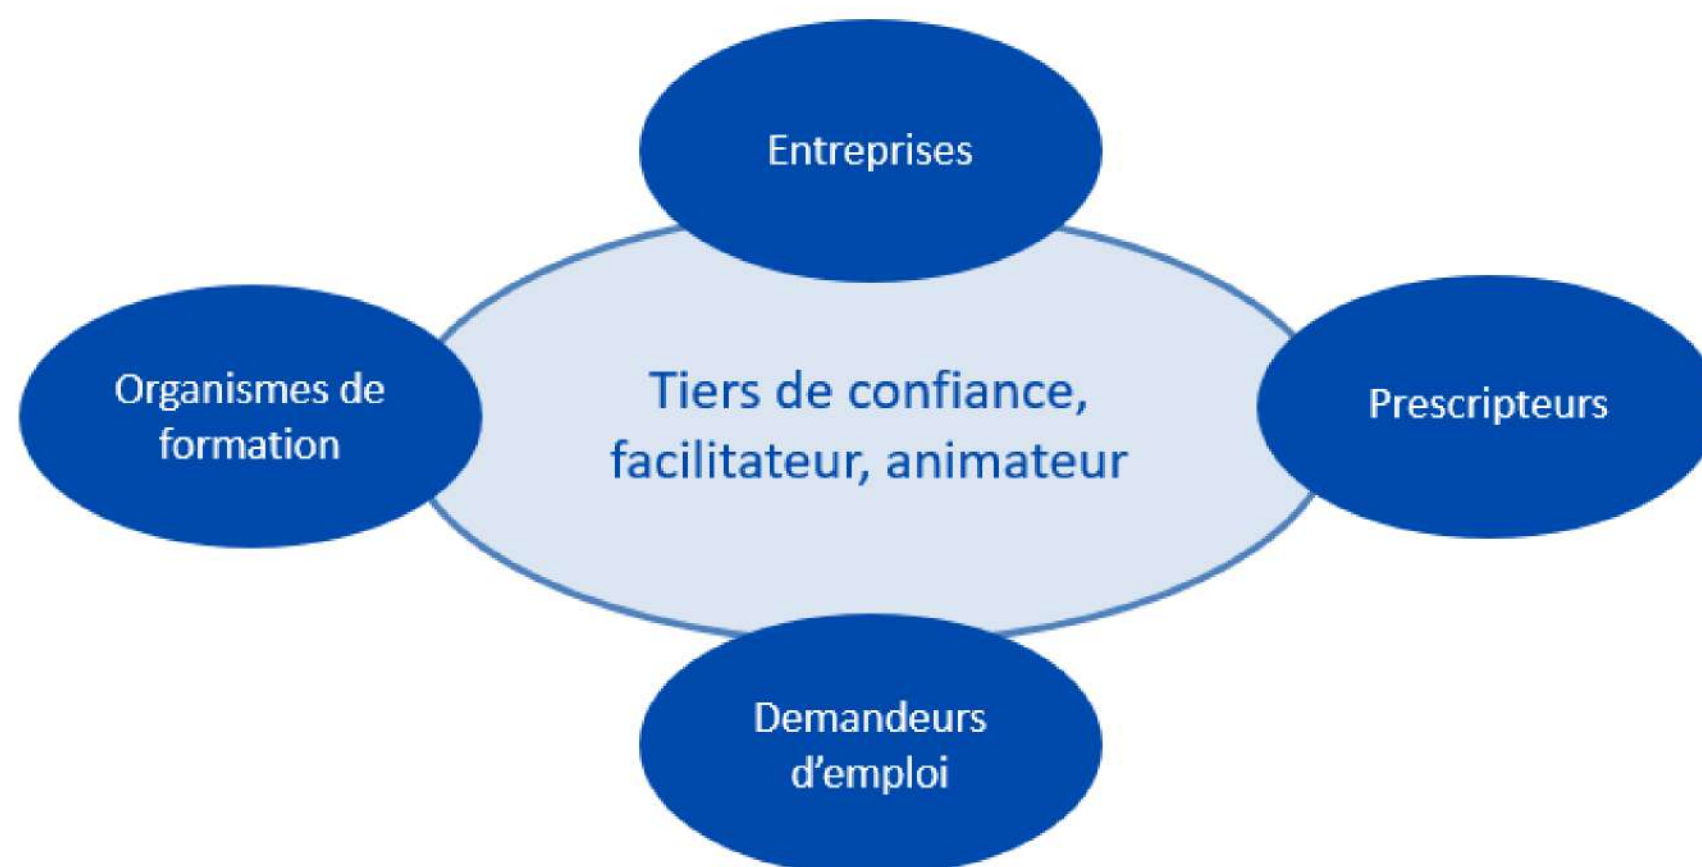 Entreprises
Organismes de
formation
Tiers de confiance,
facilitateur, animateur
Prescripteurs
Demandeurs
d’emploi